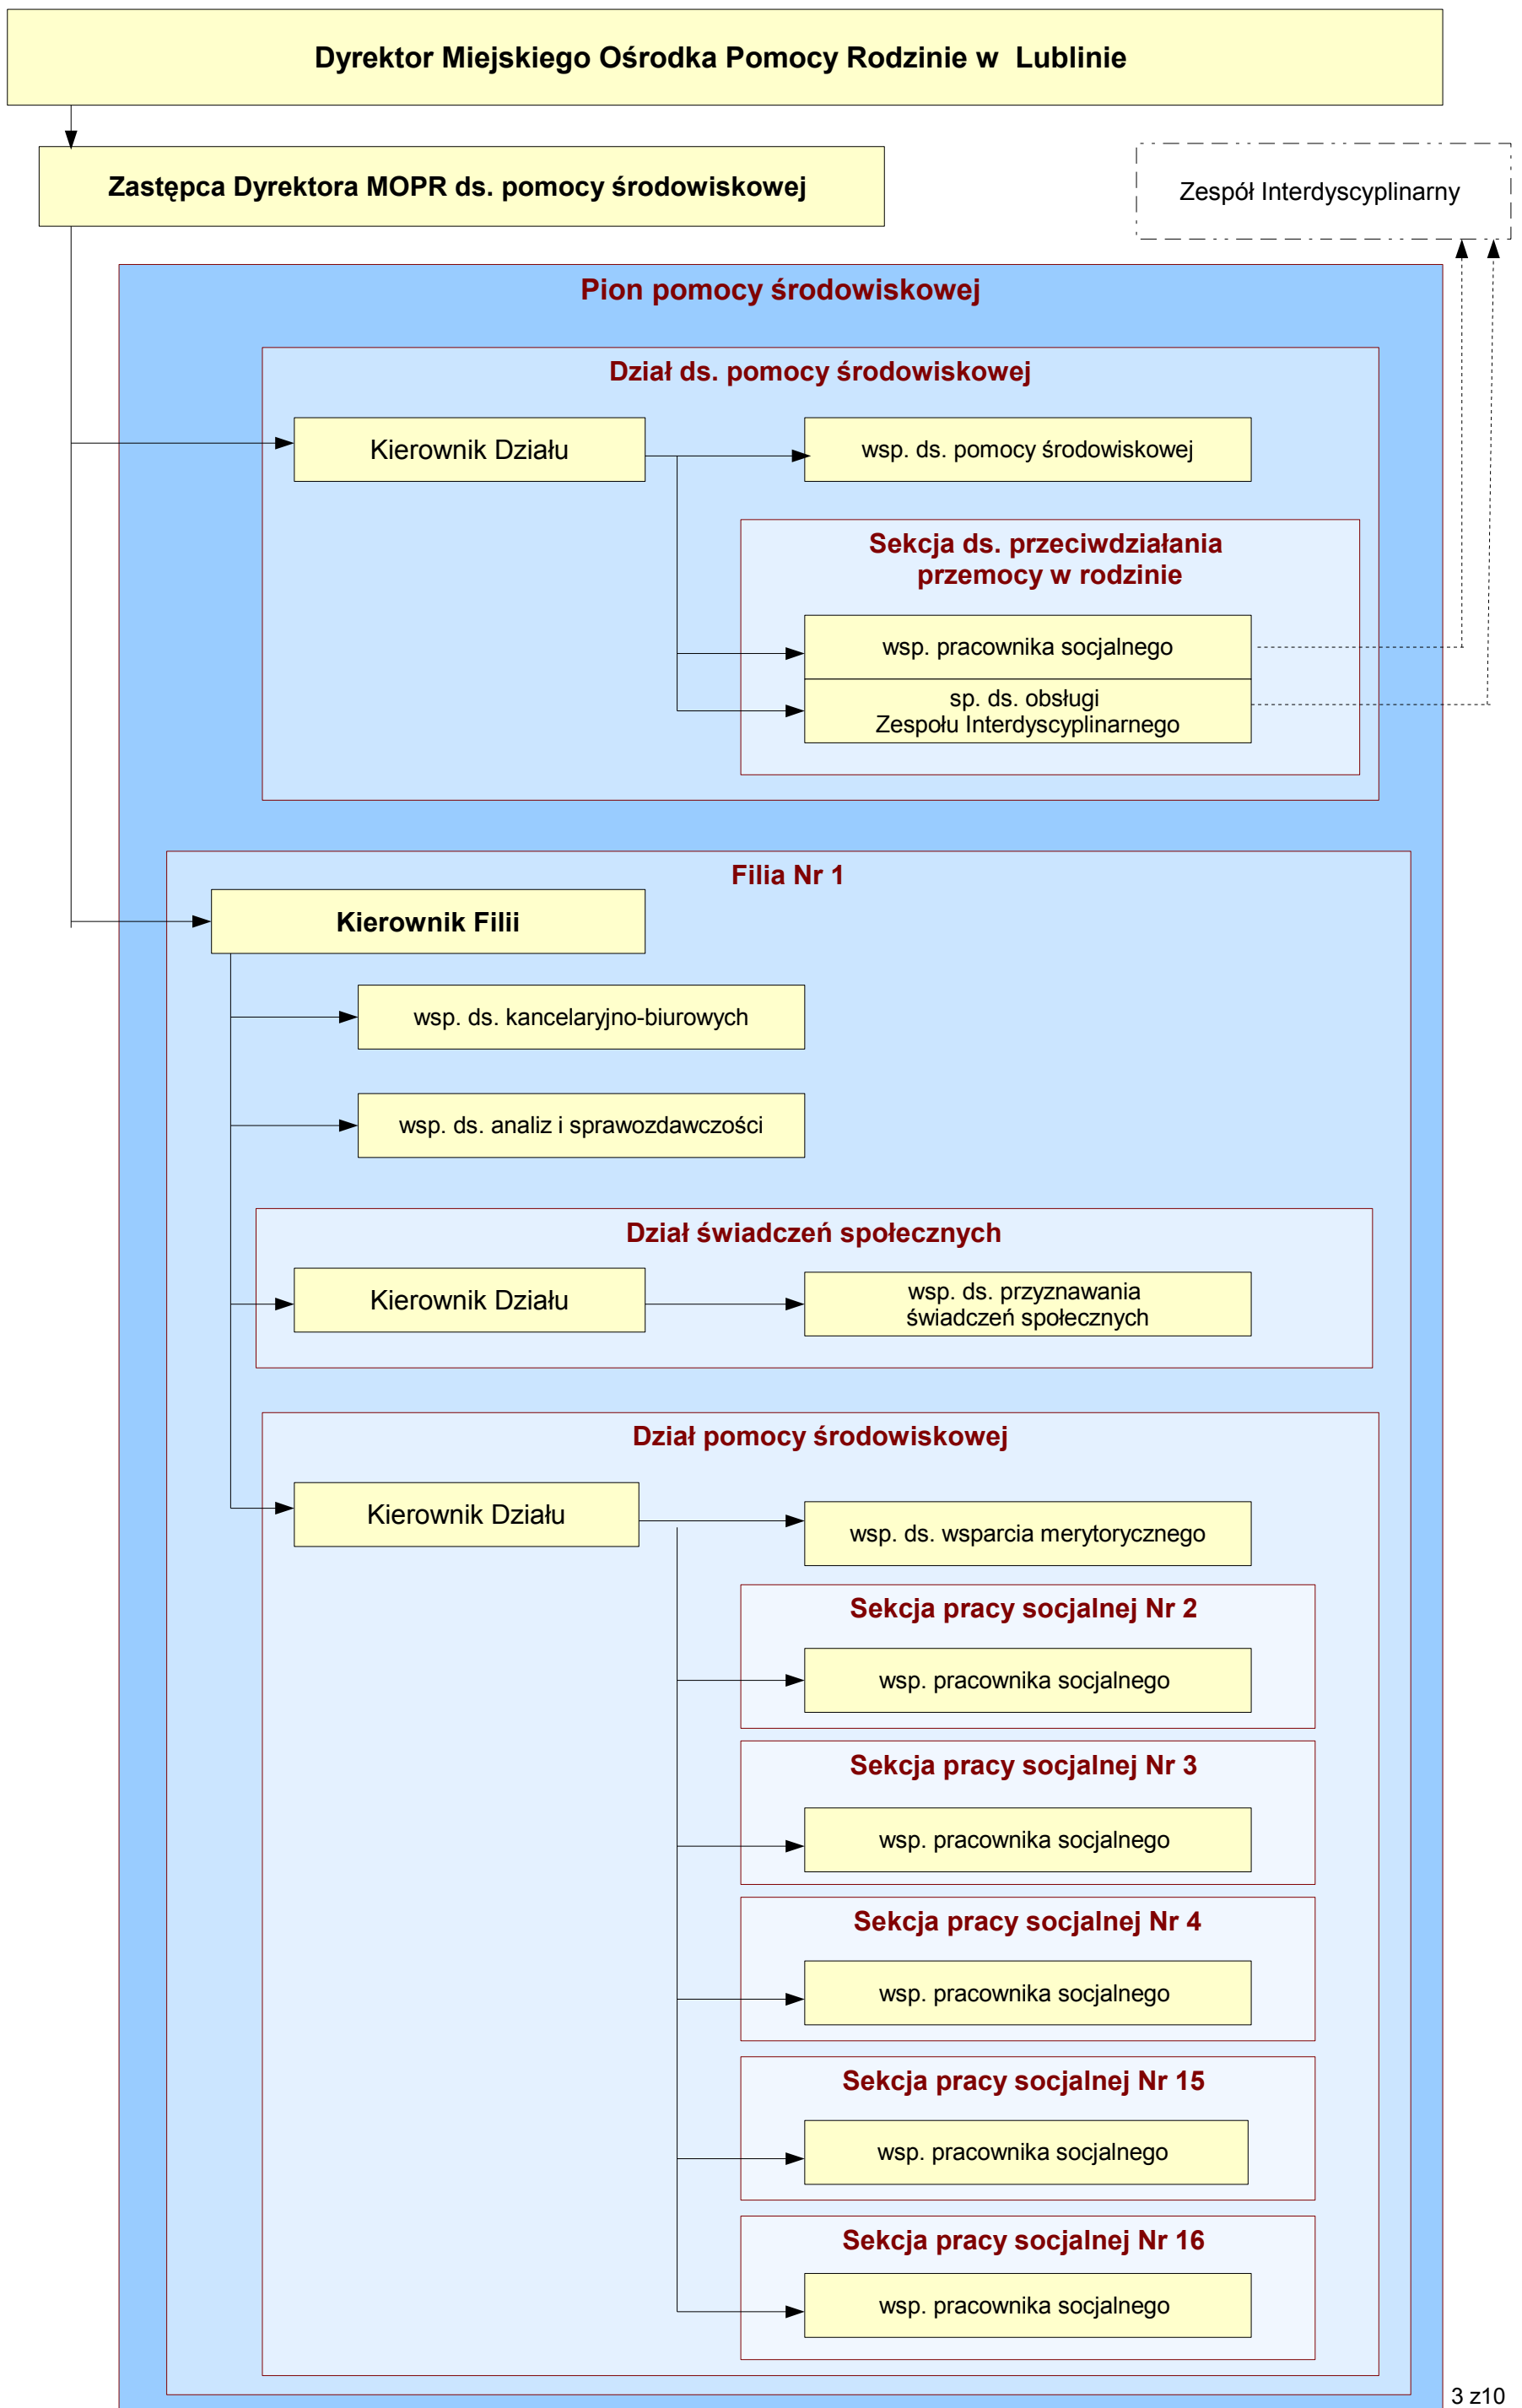 Dyrektor Miejskiego Ośrodka Pomocy Rodzinie w Lublinie
Zastępca Dyrektora MOPR ds. pomocy środowiskowej
Zespół Interdyscyplinarny
Pion pomocy środowiskowej
Dział ds. pomocy środowiskowej
Kierownik Działu
wsp. ds. pomocy środowiskowej
Sekcja ds. przeciwdziałania
przemocy w rodzinie
wsp. pracownika socjalnego
sp. ds. obsługi
Zespołu Interdyscyplinarnego
Filia Nr 1
Kierownik Filii
wsp. ds. kancelaryjno-biurowych
wsp. ds. analiz i sprawozdawczości
Dział świadczeń społecznych
Kierownik Działu
wsp. ds. przyznawania
świadczeń społecznych
Dział pomocy środowiskowej
Kierownik Działu
wsp. ds. wsparcia merytorycznego
Sekcja pracy socjalnej Nr 2
wsp. pracownika socjalnego
Sekcja pracy socjalnej Nr 3
wsp. pracownika socjalnego
Sekcja pracy socjalnej Nr 4
wsp. pracownika socjalnego
Sekcja pracy socjalnej Nr 15
wsp. pracownika socjalnego
Sekcja pracy socjalnej Nr 16
wsp. pracownika socjalnego
3 z10